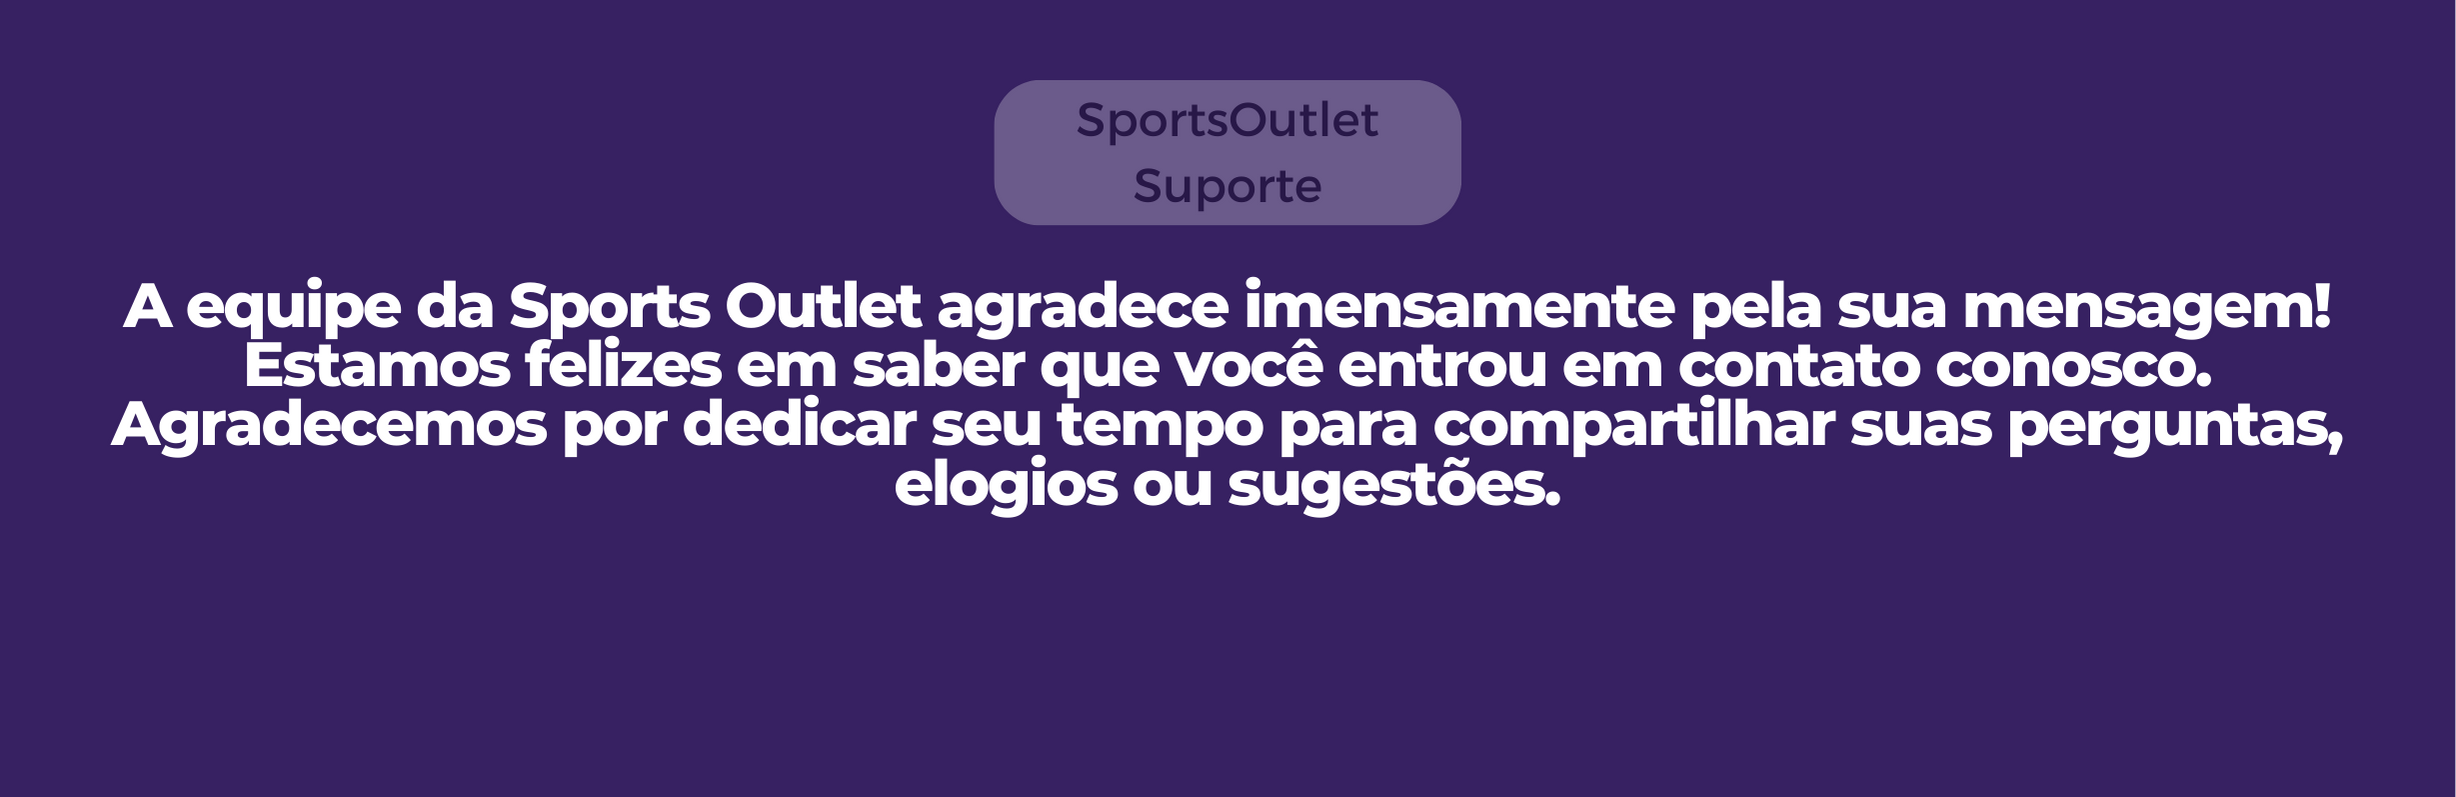 SportsOutlet
Suporte
A equipe da Sports Outlet agradece imensamente pela sua mensagem!
Estamos felizes em saber que você entrou em contato conosco.
Agradecemos por dedicar seu tempo para compartilhar suas perguntas,
elogios ou sugestões.